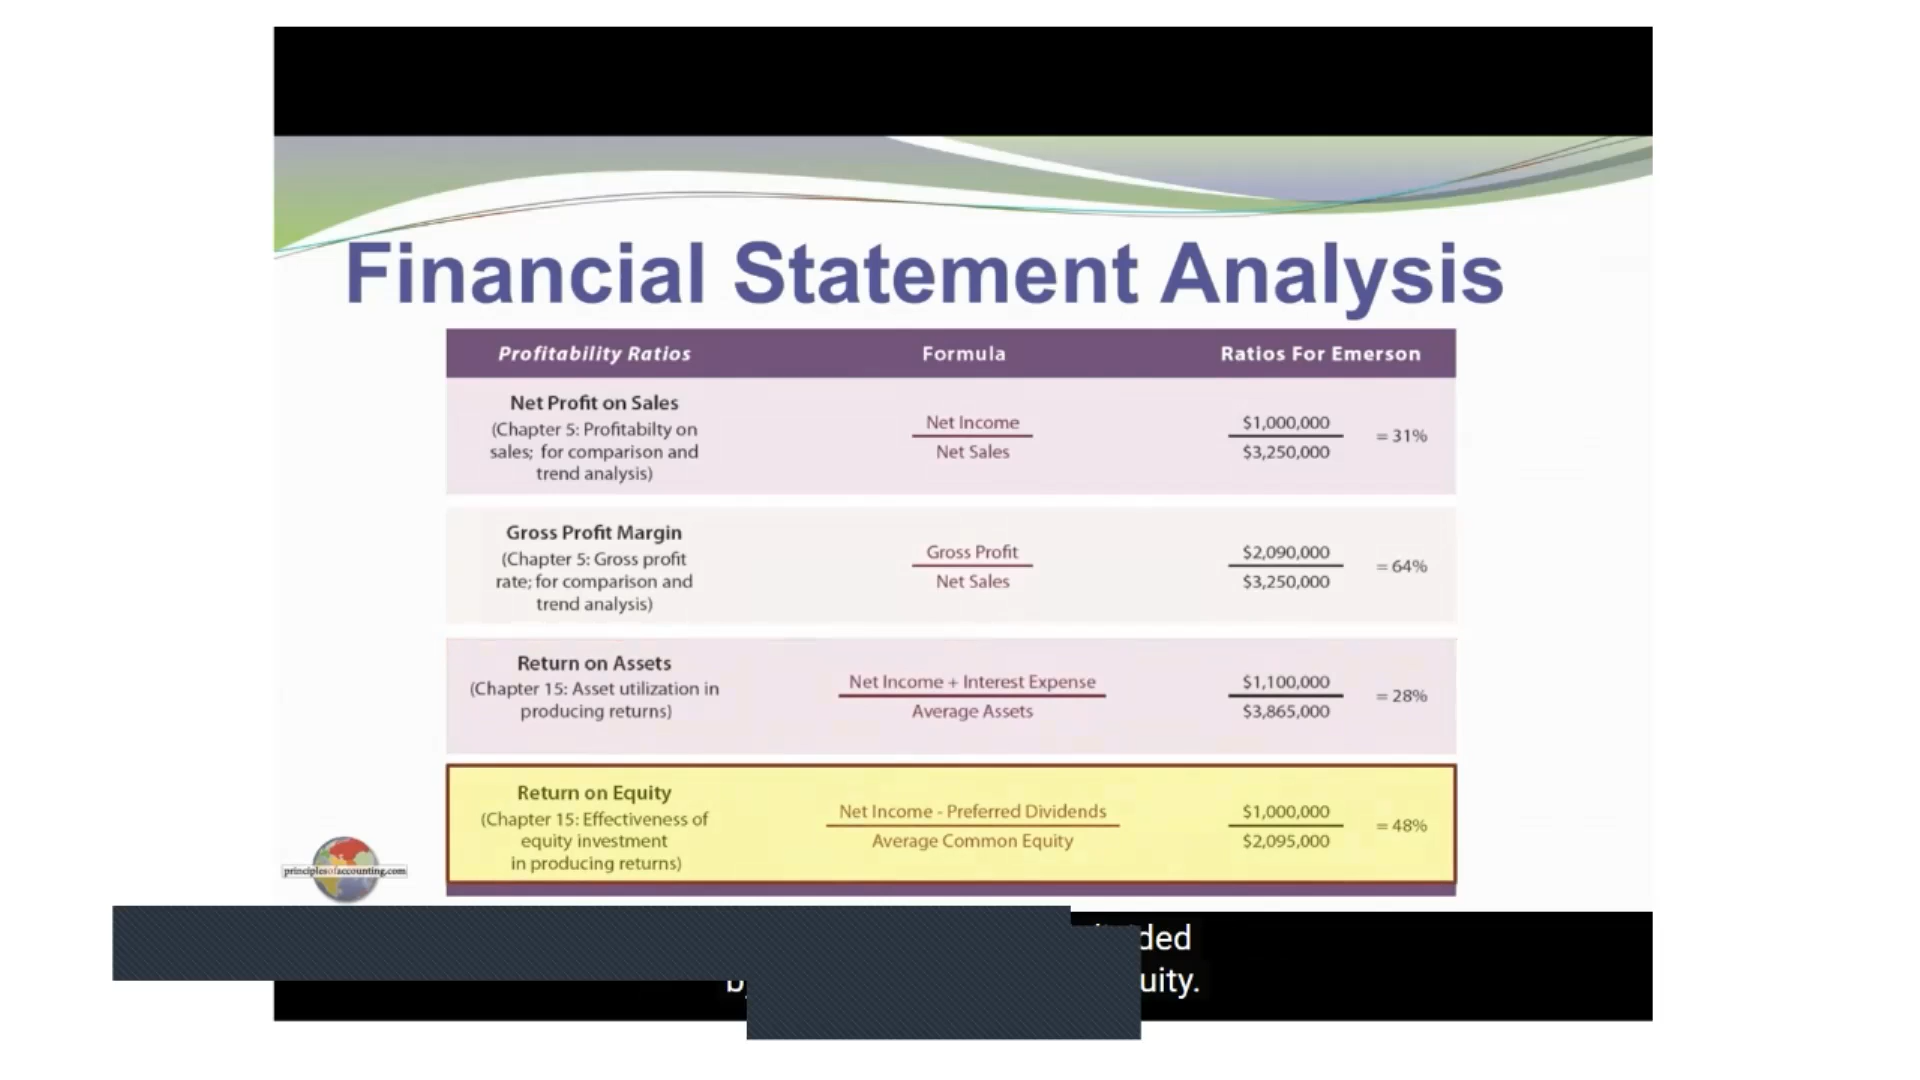 Financial Statement Analysis
Profitability Ratios Formula Ratios For Emerson
Net Profit on Sales
(Chapter 5: Profitabilty on
sales; for comparison and
trend analysis)
Net Income
Net Sales
$1,000,000
$3,250,000
= 31%
Gross Profit Margin
(Chapter 5: Gross profit
rate; for comparison and
trend analysis)
Gross Profit
Net Sales
$2,090,000
$3,250,000
= 64%
Return on Assets
(Chapter 15: Asset utilization in
producing returns)
Net Income + Interest Expense
Average Assets
$1,100,000
$3,865,000
= 28%
Return on Equity
(Chapter 15: Effectiveness of
equity investment
in producing returns)
Net Income - Preferred Dividends
Average Common Equity
$1,000,000
$2,095,000
= 48%
principlesofaccounting.com